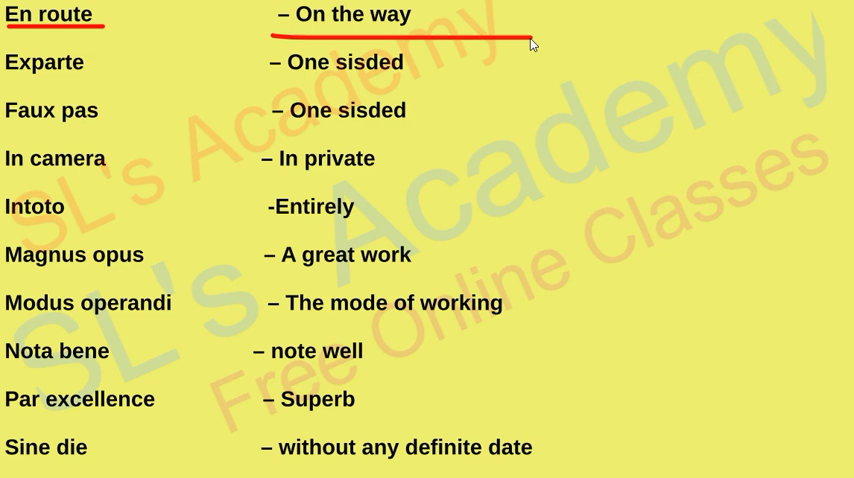 En route – On the way
Exparte – One sisded
Faux pas – One sisded
In camera – In private
Intoto -Entirely
Magnus opus – A great work
Modus operandi – The mode of working
Nota bene – note well
Par excellence – Superb
Sine die – without any definite date
SL's Academy
SL's Academy
Free Online Classes